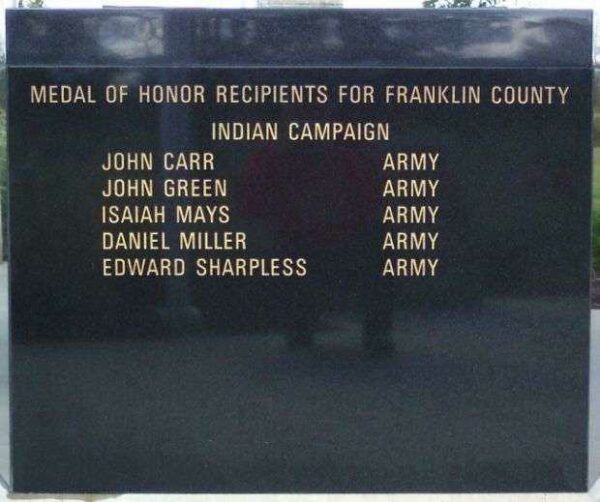 MEDAL OF HONOR RECIPIENTS FOR FRANKLIN COUNTY
INDIAN CAMPAIGN
JOHN CARR ARMY
JOHN GREEN ARMY
ISAIAH MAYS ARMY
DANIEL MILLER ARMY
EDWARD SHARPLESS ARMY